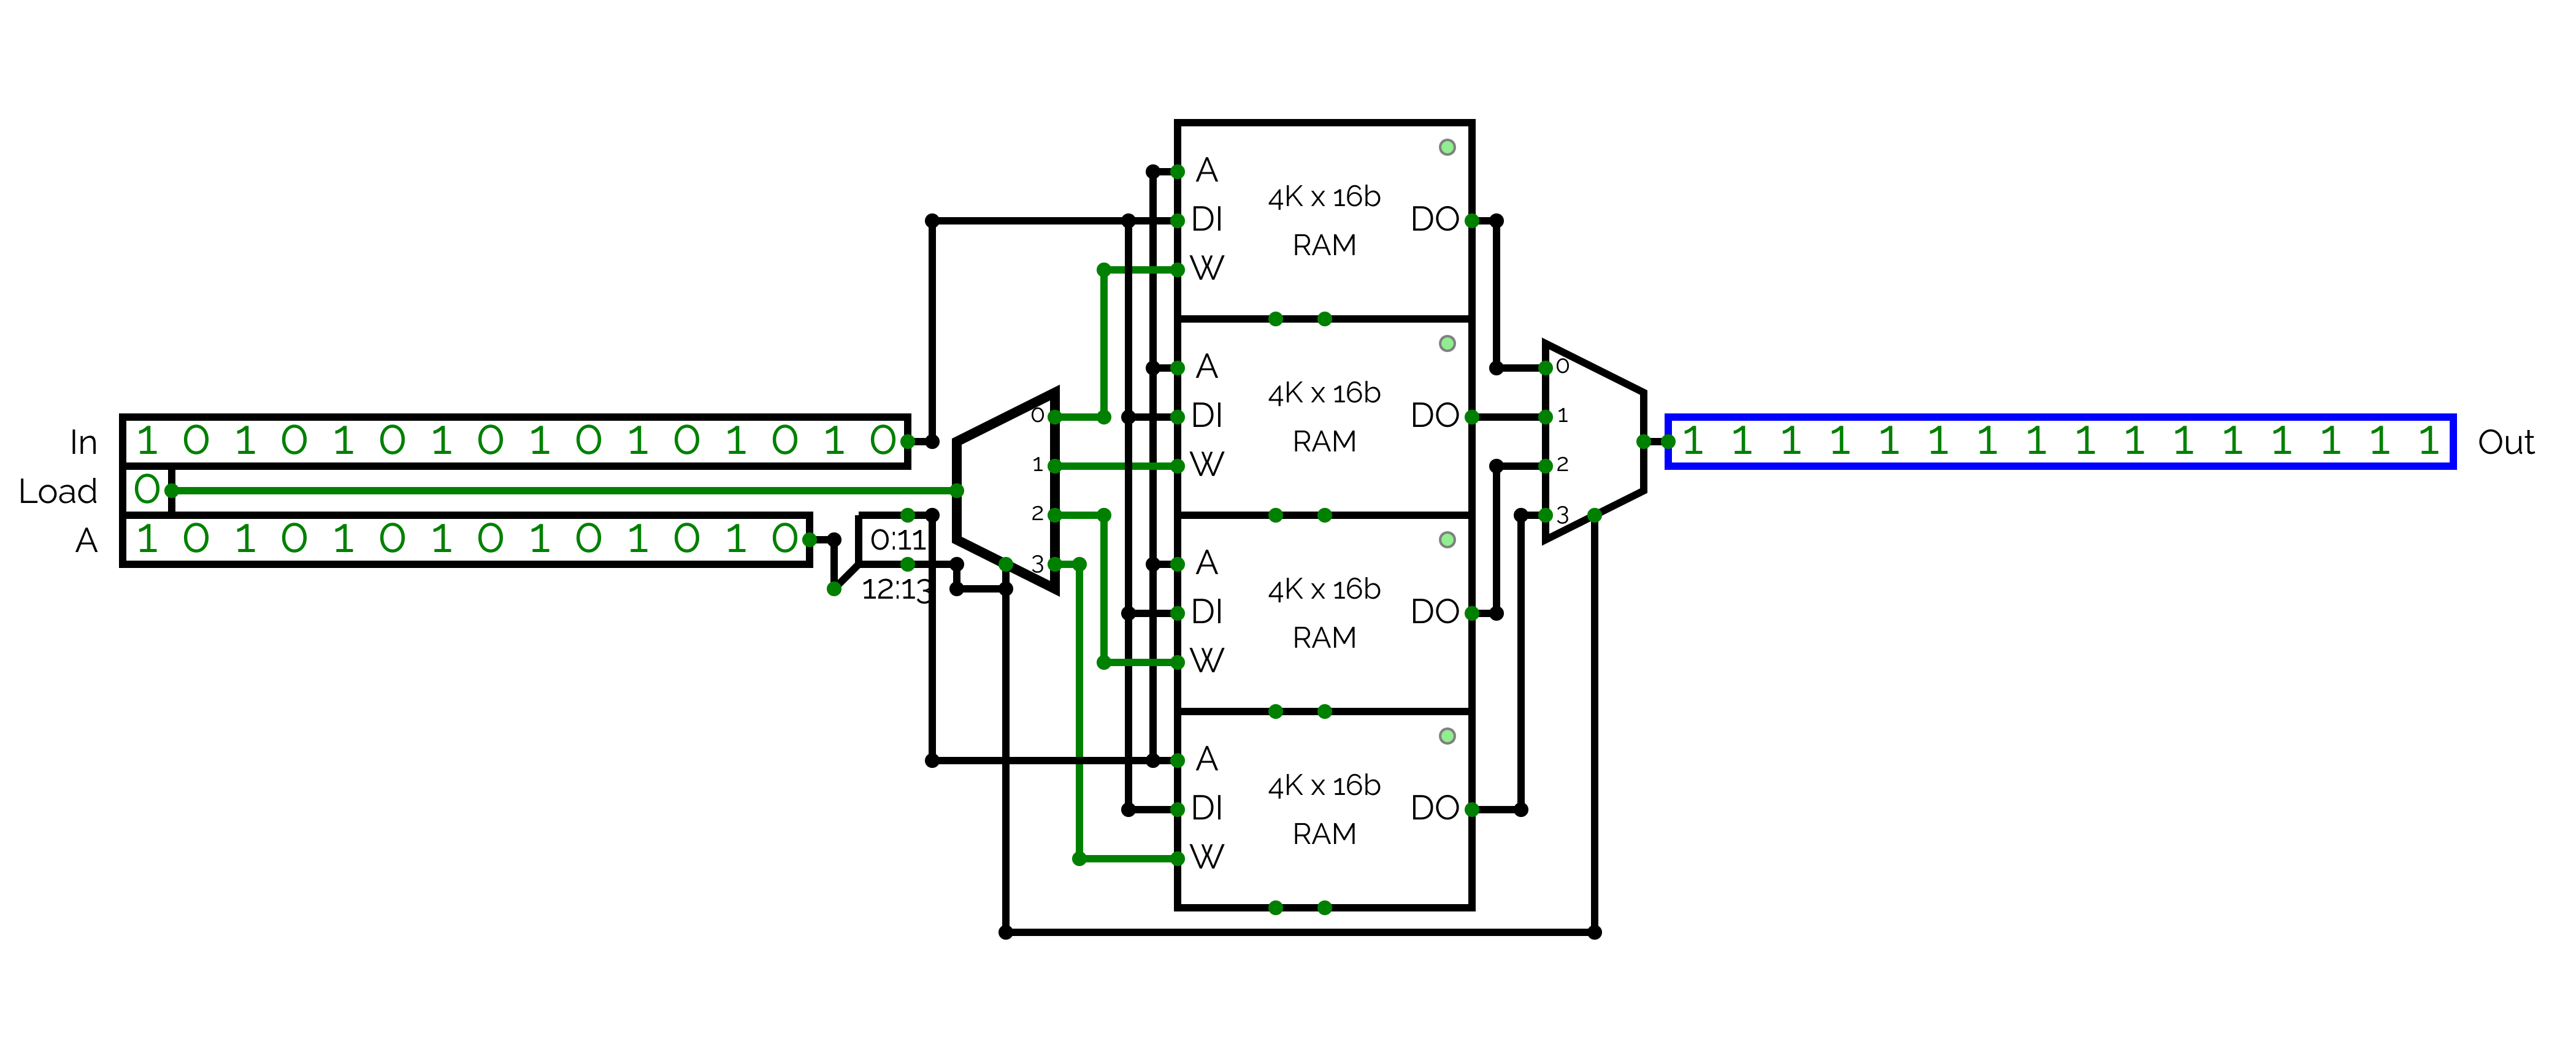 In 1 0 1 0 1 0 1 0 1 0 1 0 1 0 1 0
Load 0
A 1 0 1 0 1 0 1 0 1 0 1 0 1 0
0:11
12:13
0
1
2
3
A
DI
W
4K x 16b
RAM
DO
A
DI
W
4K x 16b
RAM
DO
A
DI
W
4K x 16b
RAM
DO
A
DI
W
4K x 16b
RAM
DO
0
1
2
3
1 1 1 1 1 1 1 1 1 1 1 1 1 1 1 1 Out